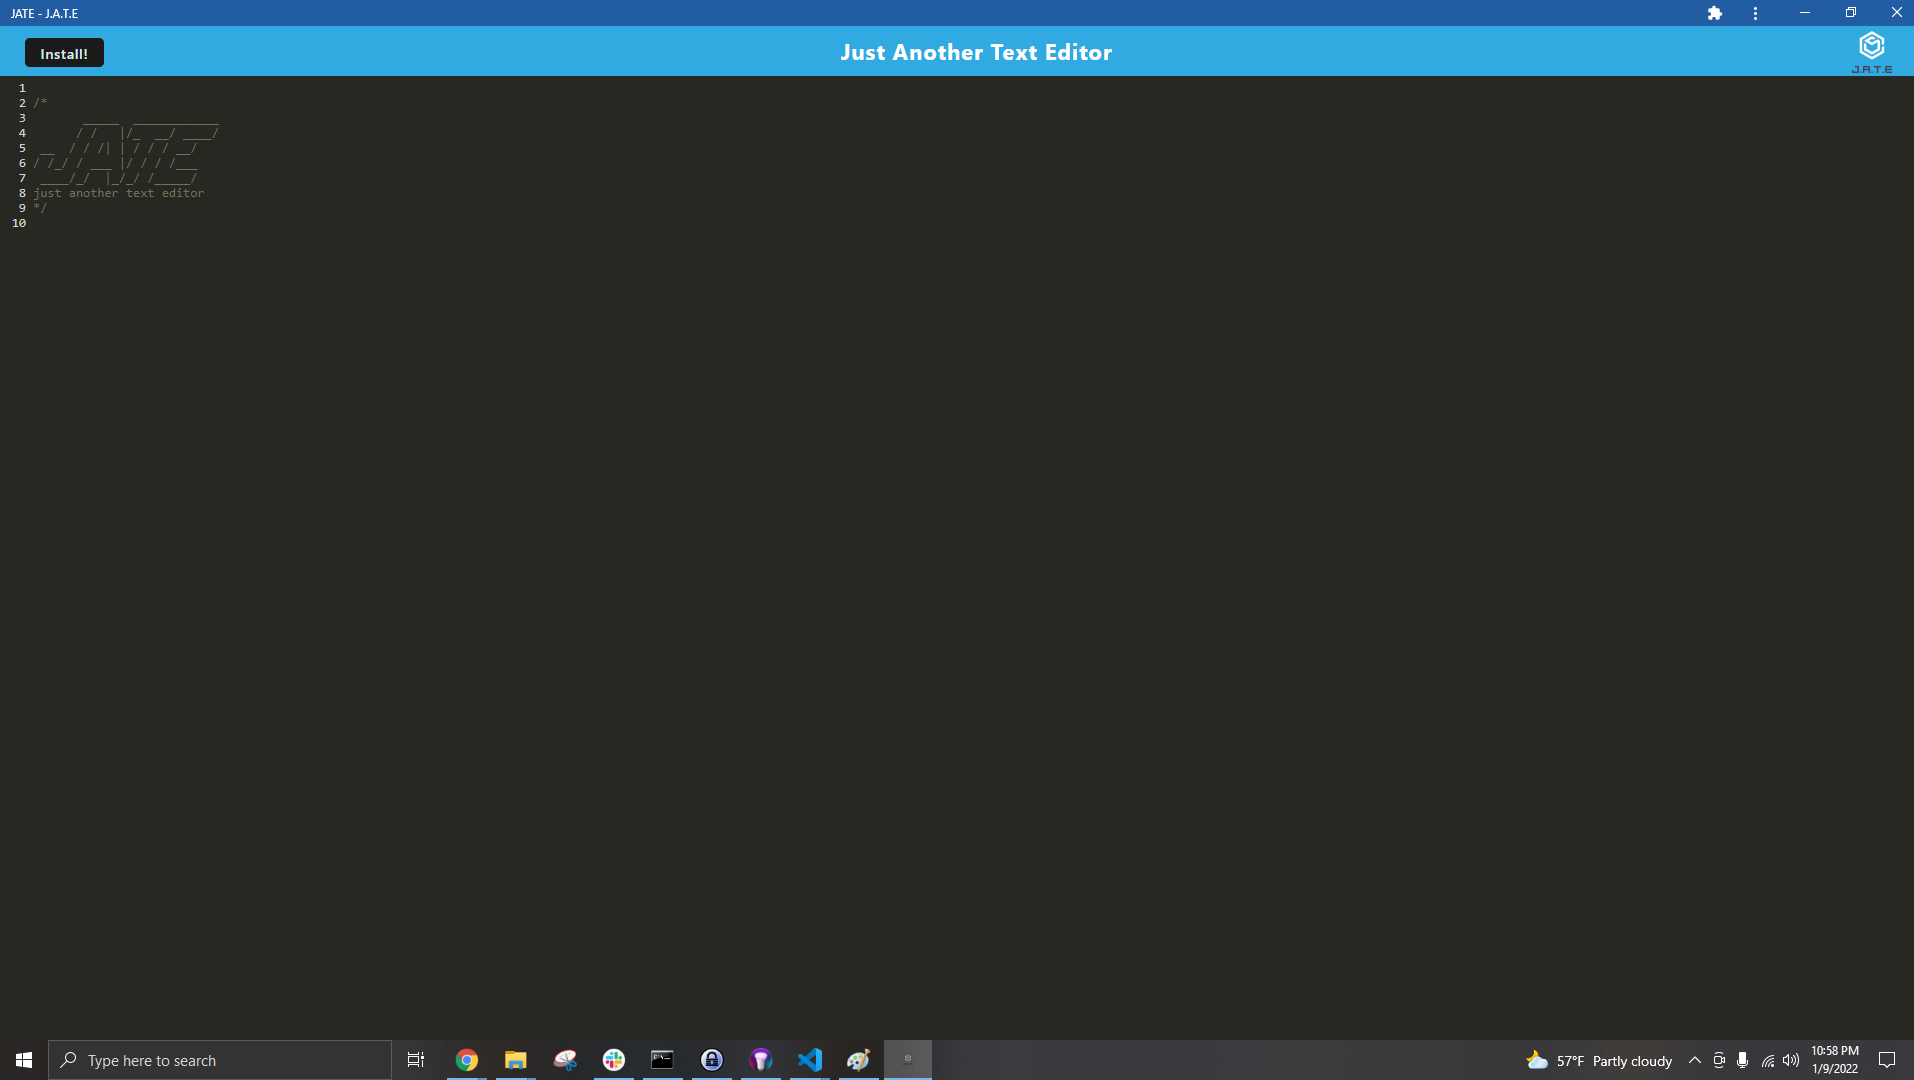 JATE - J.A.T.E
Install!
Just Another Text Editor
J.A.T.E
1
2 /*
3        _____  ____________
4       / /   |/_  __/ ____/
5  __  / / /| | / / / __/
6 / /_/ / ___ |/ / / /___
7  ____/_/  |_/_/ /_____/
8 just another text editor
9 */
10
Type here to search
57°F Partly cloudy
10:58 PM
1/9/2022